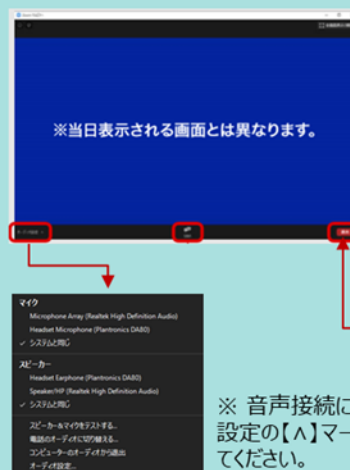 ※当日表示される画面とは異なります。
マイク
Microphone Array (Realtek High Definition Audio)
Headset Microphone (Plantronics DA80)
✓ システムと同じ
スピーカー
Headset Earphone (Plantronics DA80)
Speaker/HP (Realtek High Definition Audio)
✓ システムと同じ
スピーカー&マイクをテストする...
電話のオーディオに切り替える...
コンピューターのオーディオから退出
オーディオ設定...
※ 音声接続に
設定の【∧】マー
てください。